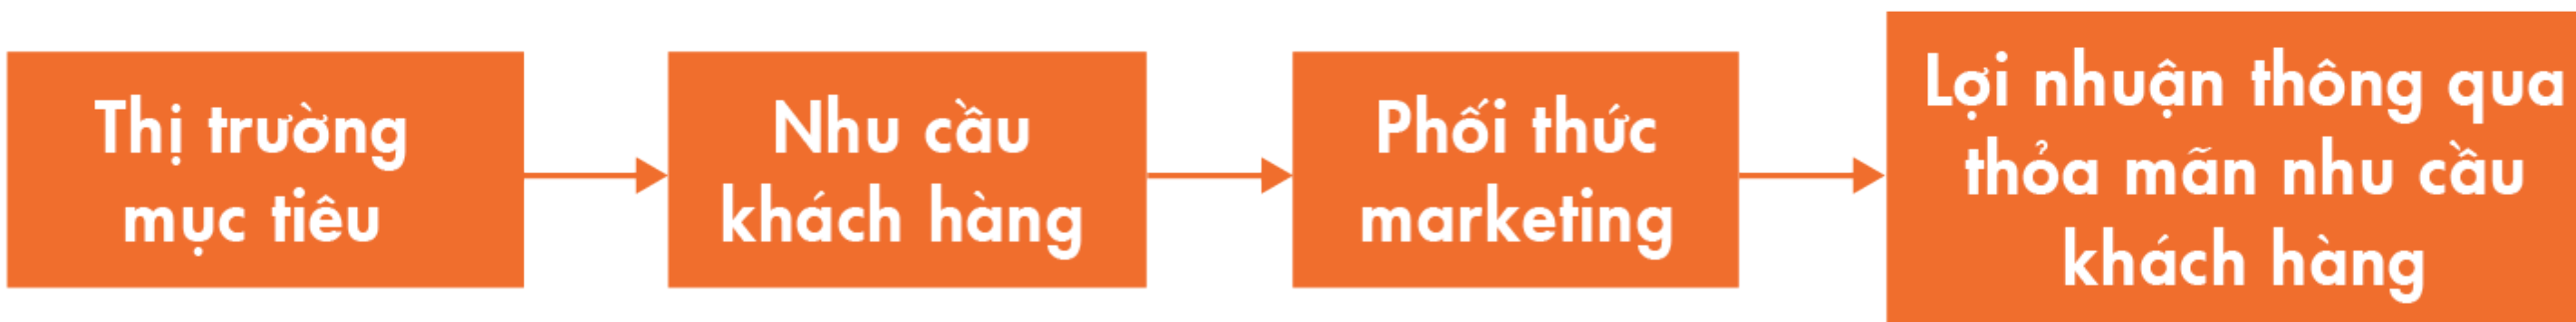 Thị trường
mục tiêu
Nhu cầu
khách hàng
Phối thức
marketing
Lợi nhuận thông qua
thỏa mãn nhu cầu
khách hàng